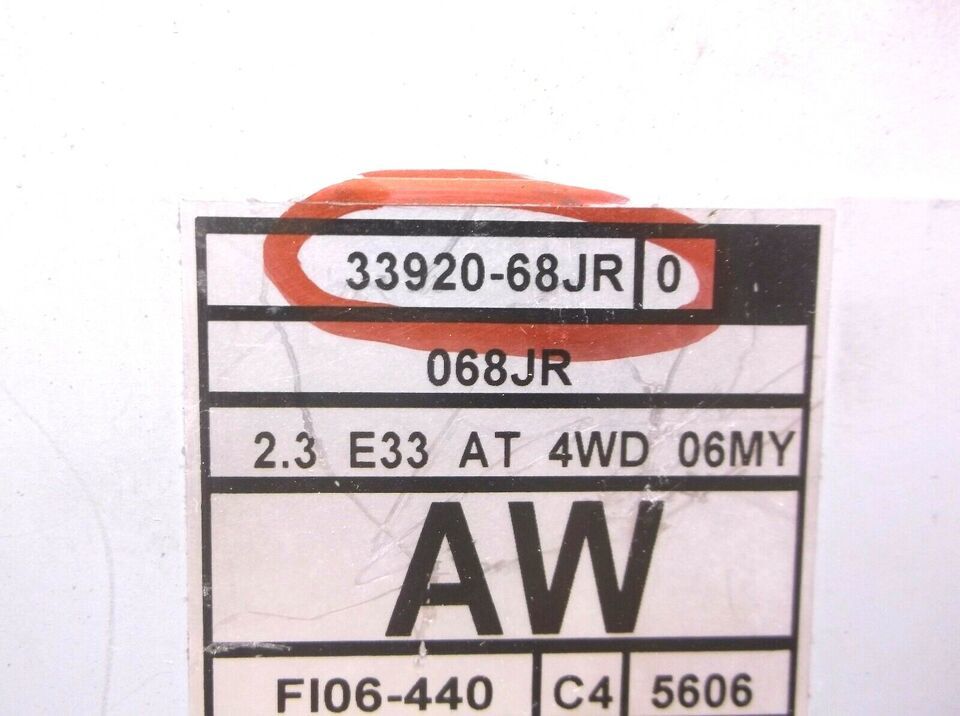 33920-68JR 0
068JR
2.3 E33 AT 4WD 06MY
AW
FI06-440 C4 5606